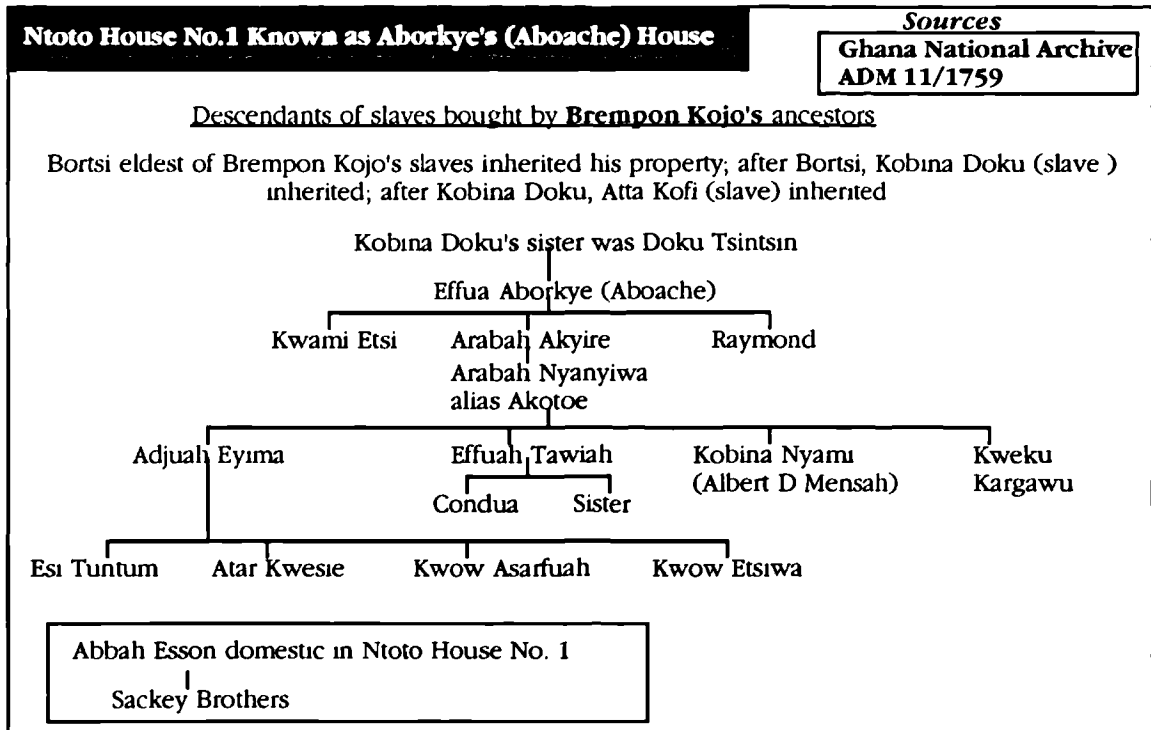 Ntoto House No.1 Known as Aborkye's (Aboache) House
Sources
Ghana National Archive
ADM 11/1759
Descendants of slaves bought by Brempon Kojo's ancestors
Bortsi eldest of Brempon Kojo's slaves inherited his property; after Bortsi, Kobina Doku (slave )
inherited; after Kobina Doku, Atta Kofi (slave) inherited
Kobina Doku's sister was Doku Tsintsin
Effua Aborkye (Aboache)
Kwami Etsi Arabah Akyire Raymond
Arabah Nyanyiwa
alias Akotoe
Adjuah Eyima Effuah Tawiah Kobina Nyami Kweku
(Albert D Mensah) Kargawu
Condua Sister
Esi Tuntum Atar Kwesie Kwow Asarfuah Kwow Etsiwa
Abbah Esson domestic in Ntoto House No. 1
Sackey Brothers